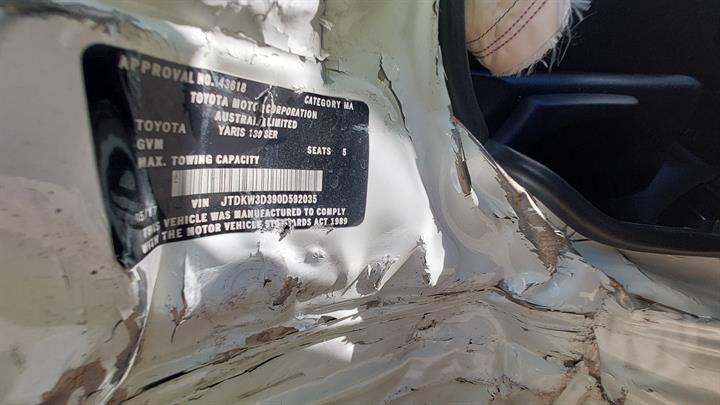 APPROVAL NO. 43618
CATEGORY MA
TOYOTA MOTOR CORPORATION
AUSTRALIA LIMITED
TOYOTA YARIS 130 SER
GVM SEATS 5
MAX. TOWING CAPACITY
VIN JTDKW3D390D592035
THIS VEHICLE WAS MANUFACTURED TO COMPLY
WITH THE MOTOR VEHICLE STANDARDS ACT 1989